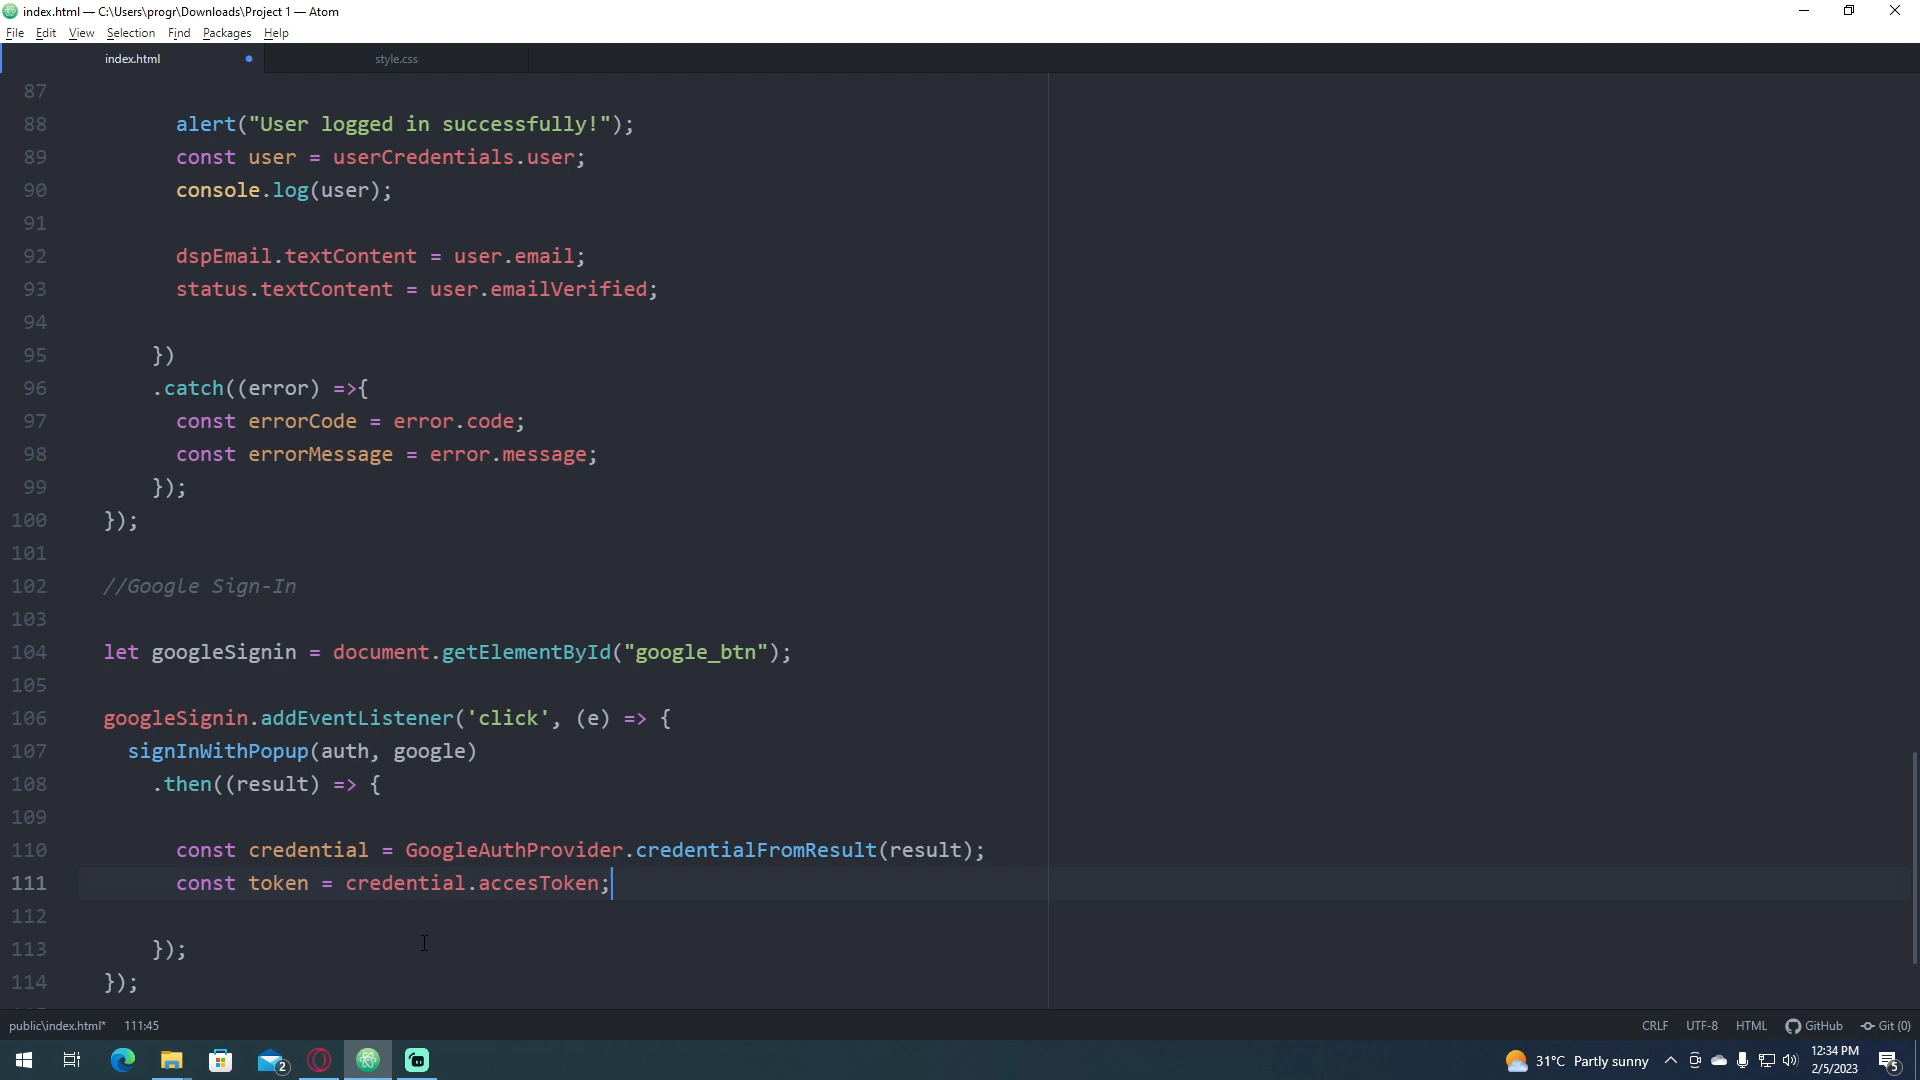 index.html — C:\Users\progr\Downloads\Project 1 — Atom
File Edit View Selection Find Packages Help
index.html style.css
87
88 alert("User logged in successfully!");
89 const user = userCredentials.user;
90 console.log(user);
91
92 dspEmail.textContent = user.email;
93 status.textContent = user.emailVerified;
94
95 })
96 .catch((error) =>{
97 const errorCode = error.code;
98 const errorMessage = error.message;
99 });
100 });
101
102 //Google Sign-In
103
104 let googleSignin = document.getElementById("google_btn");
105
106 googleSignin.addEventListener('click', (e) => {
107 signInWithPopup(auth, google)
108 .then((result) => {
109
110 const credential = GoogleAuthProvider.credentialFromResult(result);
111 const token = credential.accesToken;
112
113 });
114 });
public\index.html* 111:45 CRLF UTF-8 HTML GitHub Git (0)
2 31°C Partly sunny 12:34 PM 5
2/5/2023